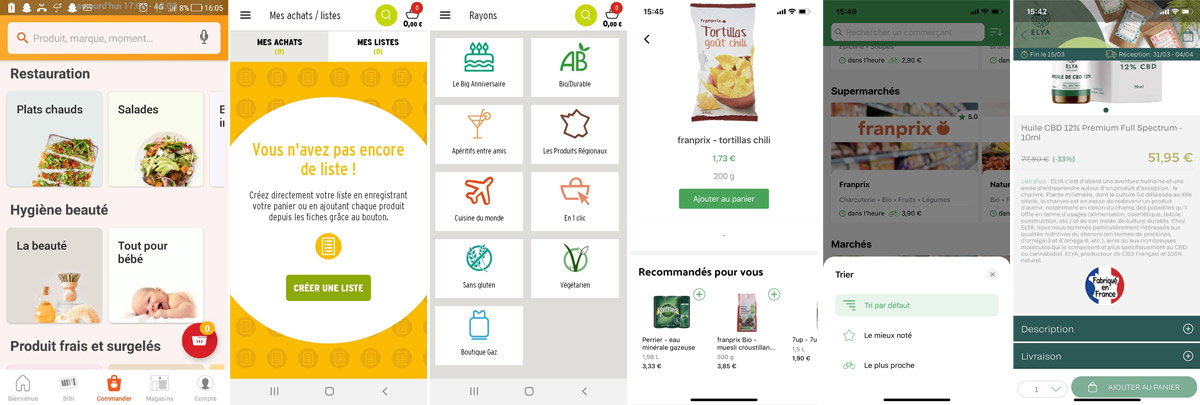 aujourd'hui 17:00
4G
8%
16:05
Produit, marque, moment...
Restauration
Plats chauds
Salades
Hygiène beauté
La beauté
Tout pour
bébé
0
Produit frais et surgelés
Bienvenue
Bibi
Commander
Magasins
Compte
Mes achats / listes
0
0,00 €
MES ACHATS
(0)
MES LISTES
(0)
Vous n'avez pas encore
de liste !
Créez directement votre liste en enregistrant
votre panier ou en ajoutant chaque produit
depuis les fiches grâce au bouton.
CRÉER UNE LISTE
Rayons
0
0,00 €
Le Big Anniversaire
AB
Bio/Durable
Apéritifs entre amis
Les Produits Régionaux
Cuisine du monde
En 1 clic
Sans gluten
Végétarien
Boutique Gaz
15:45
franprix
Tortillas
goût chili
franprix - tortillas chili
1,73 €
200 g
Ajouter au panier
-
Recommandés pour vous
Perrier - eau
minérale gazeuse
1,98 L
3,33 €
franprix Bio -
muesli croustillan...
500 g
3,85 €
7up - 7u
1,5 L
1,90 €
15:49
Rechercher un commerçant
Epicerie • Soupes
dans l'heure
2,90 €
Supermarchés
5.0
franprix
Franprix
Charcuterie • Bio • Fruits • Légumes
dans l'heure
3,90 €
Marchés
Trier
Tri par défaut
Le mieux noté
Le plus proche
15:42
ELYA
Fin le 15/03
Réception: 31/03 - 04/04
ELYA
HUILE DE CBD 12%
12% CBD
Huile CBD 12% Premium Full Spectrum -
10ml
77,90 €
(-33%)
51,95 €
Les plus : ELYA c'est d'abord une aventure humaine et une
envie d'entreprendre autour d'un produit d'exception : le
chanvre. Plante millénaire, dont la culture fut délaissée au XXe
siècle, le chanvre est en passe de redevenir un produit
d'avenir, notamment en raison du champ des possibles qu'il
offre en terme d'usages (alimentation, cosmétique, textile,
construction, etc.) et de son mode de culture durable. Chez
ELYA, nous nous sommes particulièrement intéressés aux
qualités nutritives du chanvre (en termes de protéines,
d'oméga-3 et d'oméga-6, etc.), ainsi qu'aux nombreuses
molécules qui le composent et plus spécifiquement au CBD
ou cannabidiol. ELYA, producteur de CBD Français et 100%
naturel.
Fabriqué
en
France
Description
Livraison
1
AJOUTER AU PANIER